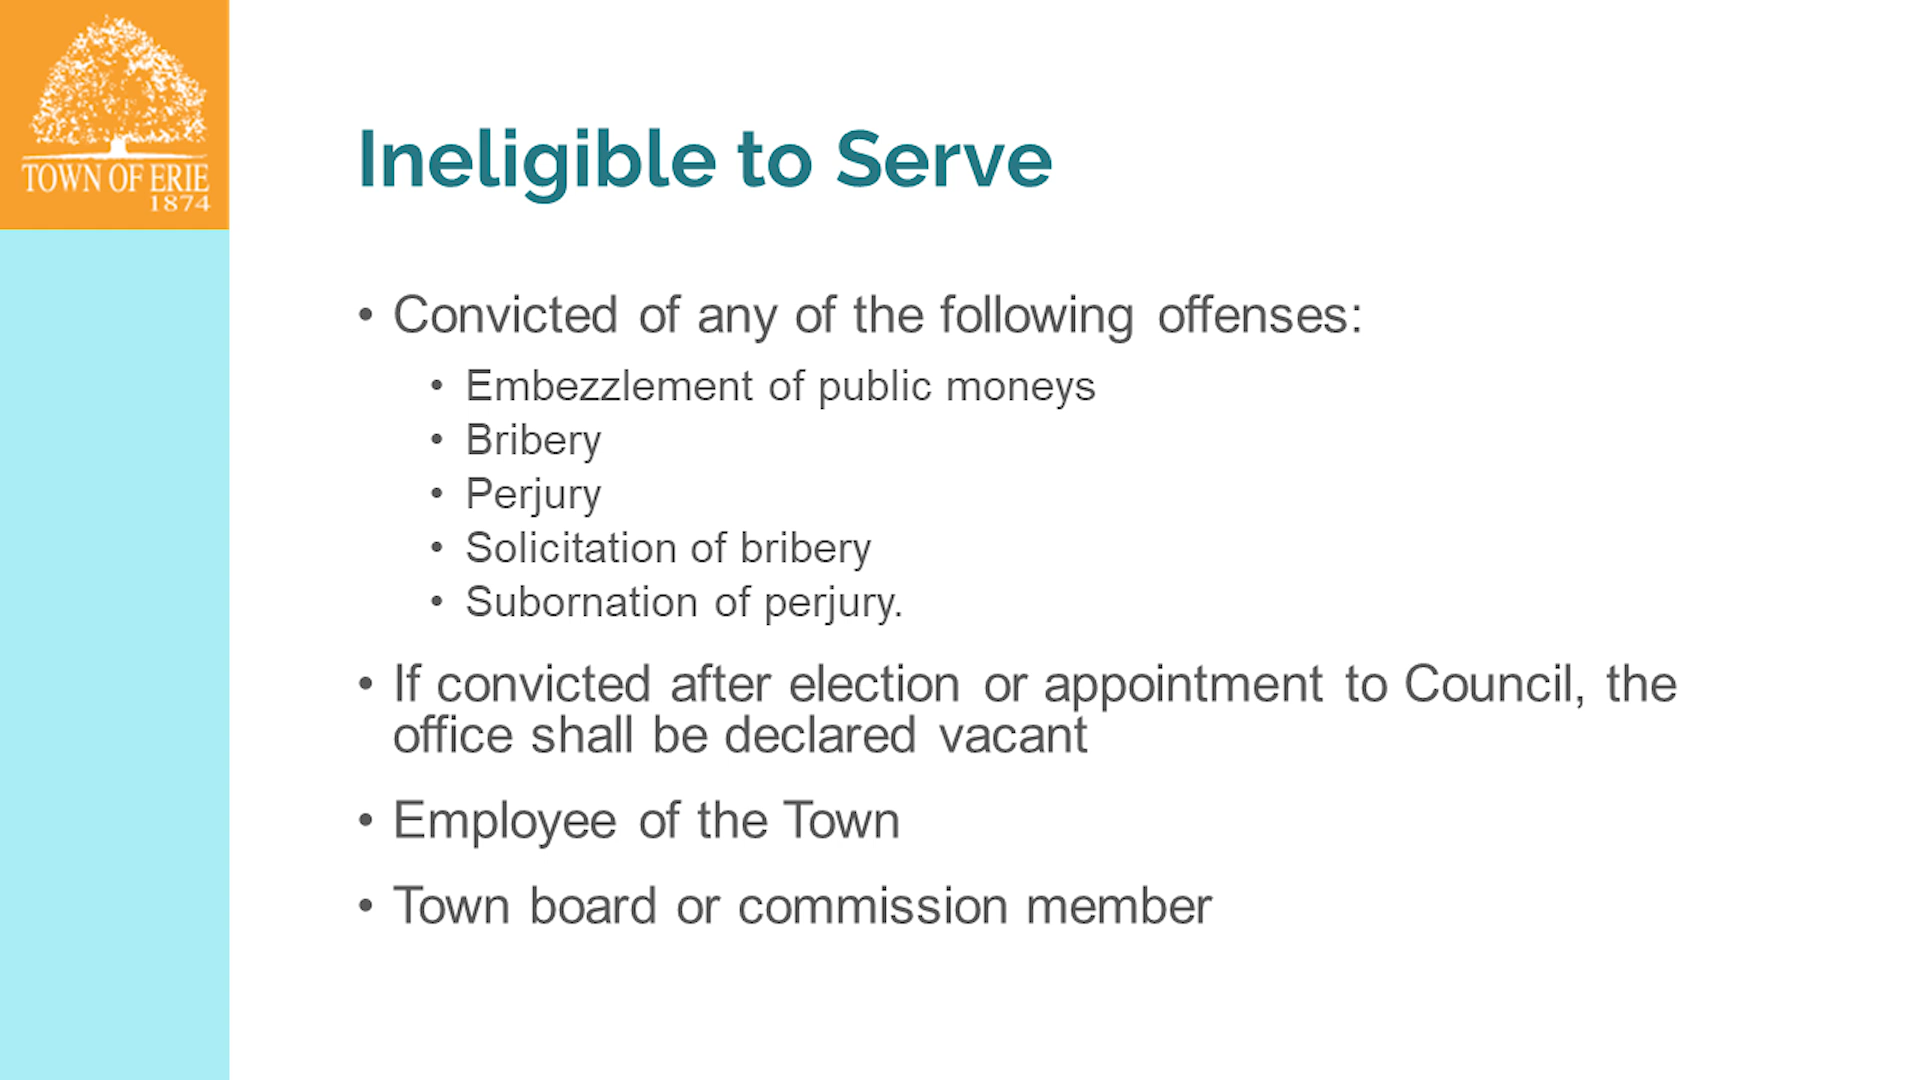 TOWN OF ERIE
1874
Ineligible to Serve
• Convicted of any of the following offenses:
• Embezzlement of public moneys
• Bribery
• Perjury
• Solicitation of bribery
• Subornation of perjury.
• If convicted after election or appointment to Council, the
office shall be declared vacant
• Employee of the Town
• Town board or commission member